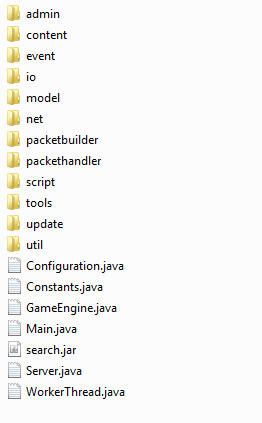 admin
content
event
io
model
net
packetbuilder
packethandler
script
tools
update
util
Configuration.java
Constants.java
GameEngine.java
Main.java
search.jar
Server.java
WorkerThread.java